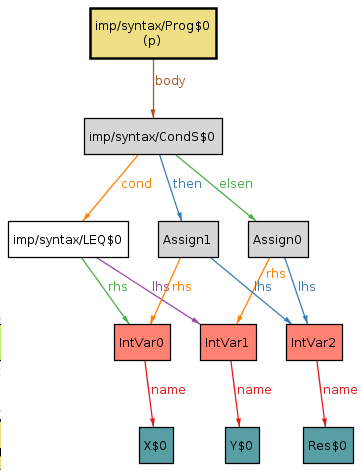 imp/syntax/Prog$0
(p)
body
imp/syntax/CondS$0
cond
then
elsen
imp/syntax/LEQ$0
Assign1
Assign0
rhs
rhs
lhs
rhs
lhs
lhs
IntVar0
IntVar1
IntVar2
name
name
name
X$0
Y$0
Res$0